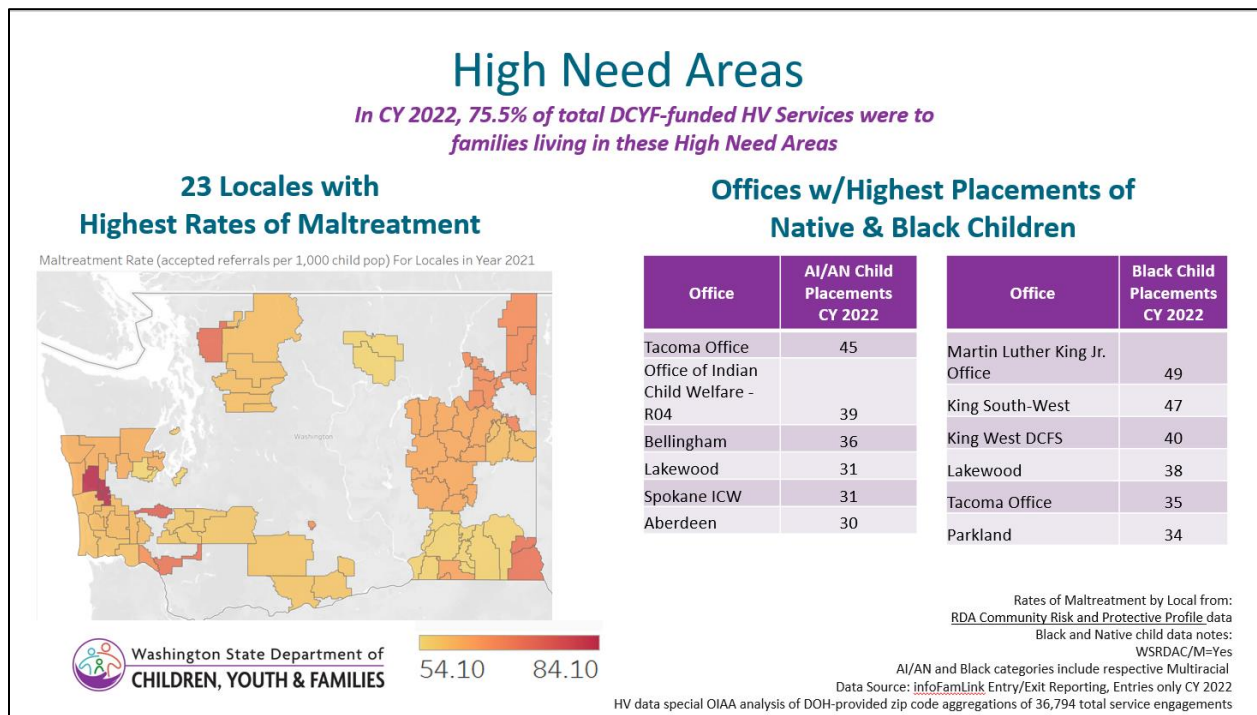 High Need Areas
In CY 2022, 75.5% of total DCYF-funded HV Services were to
families living in these High Need Areas
23 Locales with
Highest Rates of Maltreatment
Maltreatment Rate (accepted referrals per 1,000 child pop) For Locales in Year 2021
Washington
54.10 84.10
Washington State Department of
CHILDREN, YOUTH & FAMILIES
Offices w/Highest Placements of
Native & Black Children
Office AI/AN Child
Placements
CY 2022
Tacoma Office 45
Office of Indian
Child Welfare -
R04 39
Bellingham 36
Lakewood 31
Spokane ICW 31
Aberdeen 30
Office Black Child
Placements
CY 2022
Martin Luther King Jr.
Office 49
King South-West 47
King West DCFS 40
Lakewood 38
Tacoma Office 35
Parkland 34
Rates of Maltreatment by Local from:
RDA Community Risk and Protective Profile data
Black and Native child data notes:
WSRDAC/M=Yes
AI/AN and Black categories include respective Multiracial
Data Source: infoFamLink Entry/Exit Reporting, Entries only CY 2022
HV data special OIAA analysis of DOH-provided zip code aggregations of 36,794 total service engagements